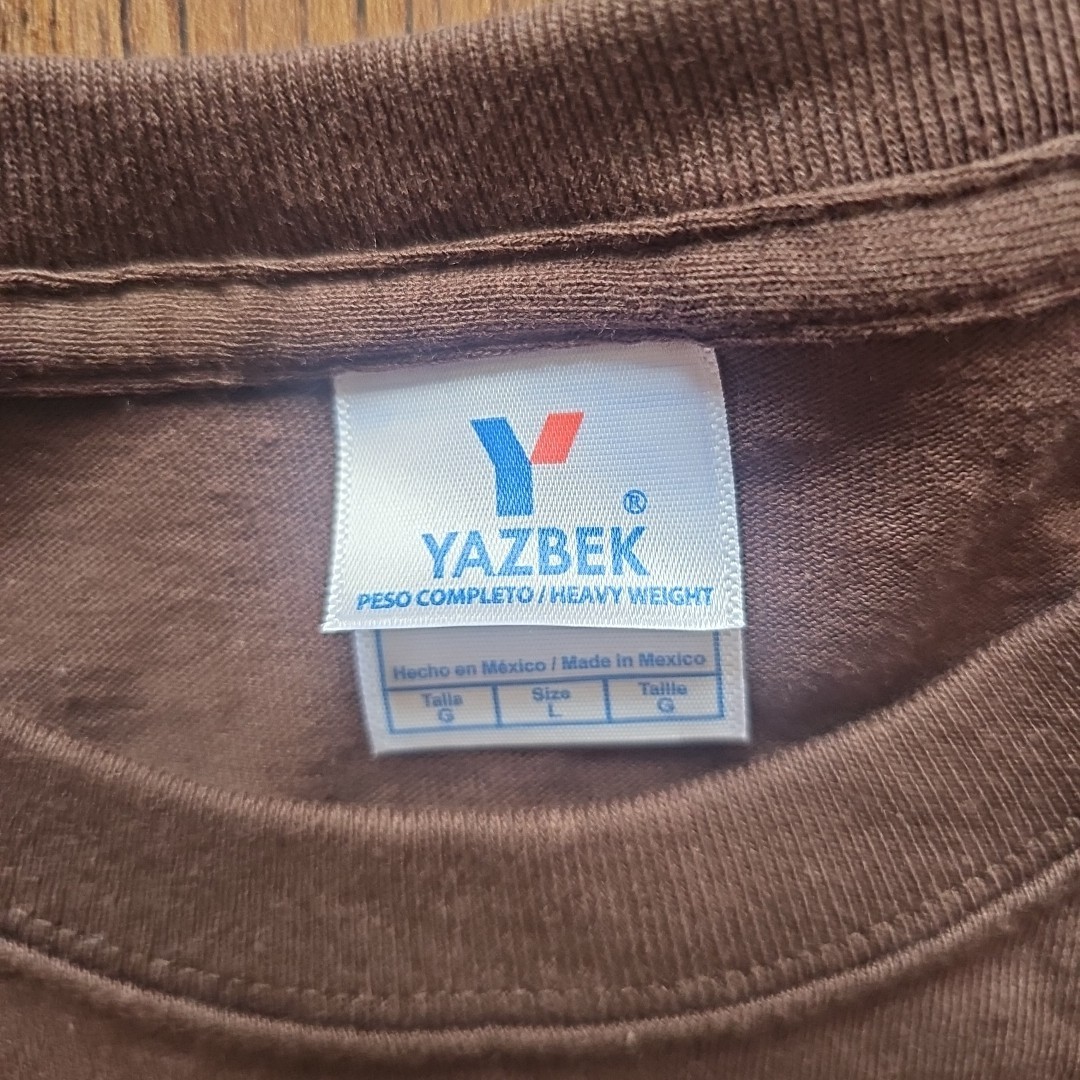 Y
®
YAZBEK
PESO COMPLETO / HEAVY WEIGHT
Hecho en México / Made in Mexico
Talla Size Taille
G L G